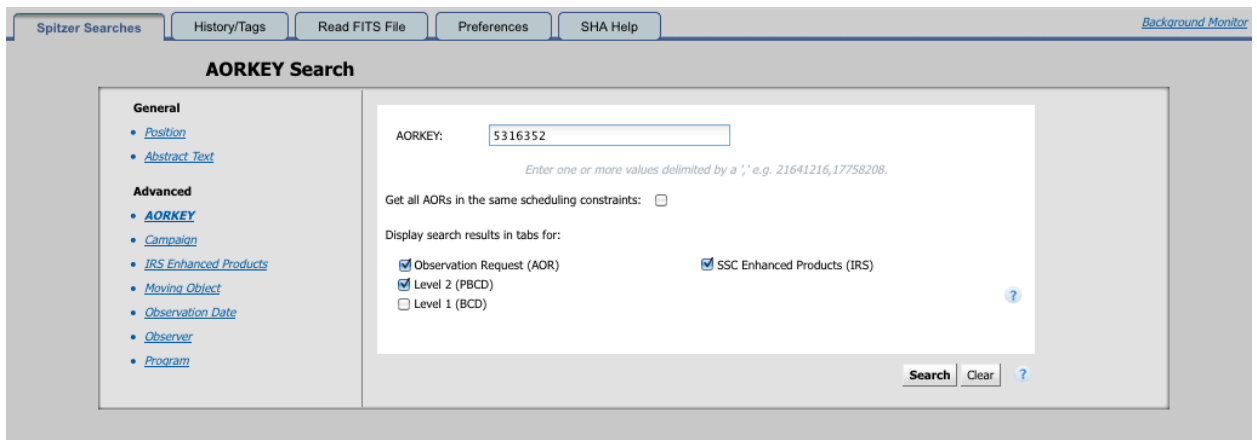 Spitzer Searches
History/Tags
Read FITS File
Preferences
SHA Help
Background Monitor
AORKEY Search
General
Position
Abstract Text
Advanced
AORKEY
Campaign
IRS Enhanced Products
Moving Object
Observation Date
Observer
Program
AORKEY: 5316352
Enter one or more values delimited by a ',' e.g. 21641216,17758208.
Get all AORs in the same scheduling constraints:
Display search results in tabs for:
Observation Request (AOR) SSC Enhanced Products (IRS)
Level 2 (PBCD)
Level 1 (BCD)
?
Search Clear ?